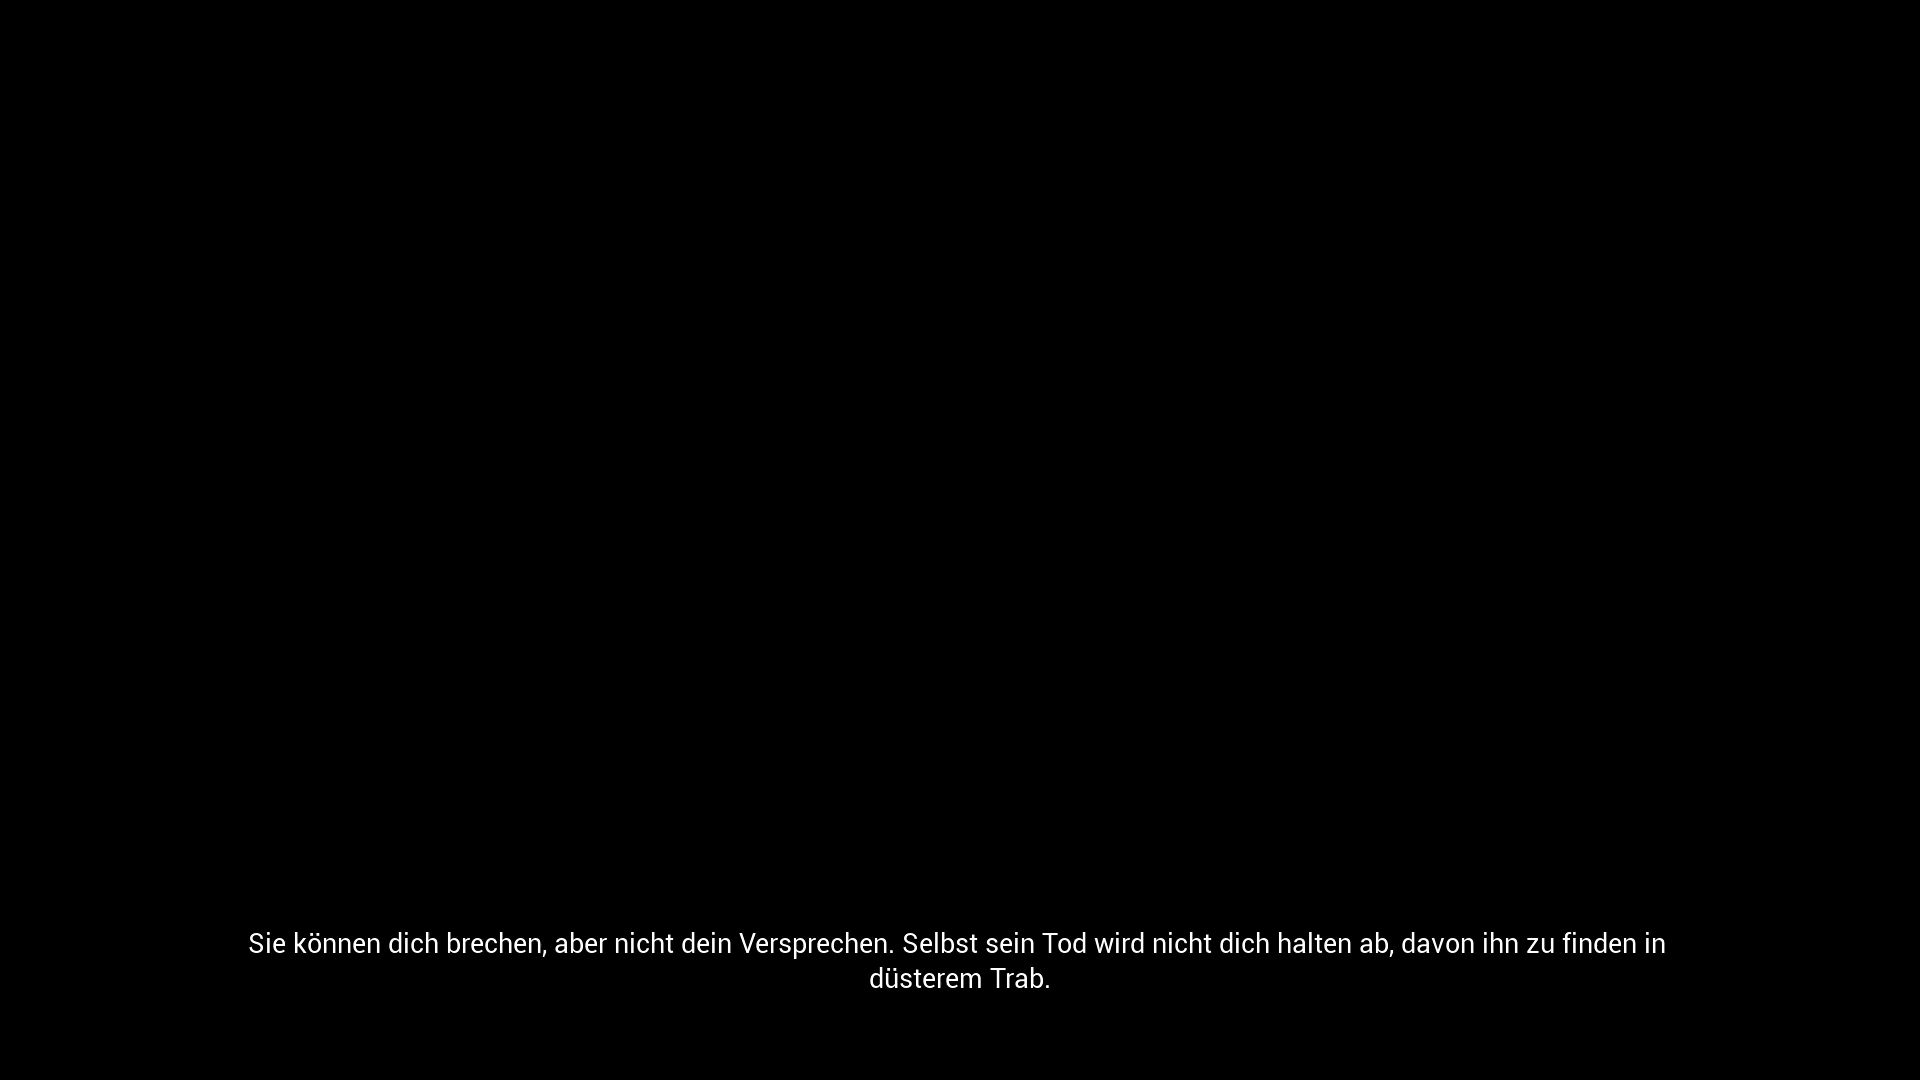 Sie können dich brechen, aber nicht dein Versprechen. Selbst sein Tod wird nicht dich halten ab, davon ihn zu finden in
düsterem Trab.